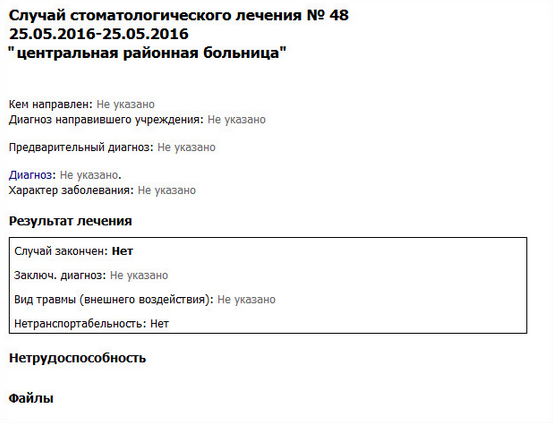 Случай стоматологического лечения № 48
25.05.2016-25.05.2016
"центральная районная больница"
Кем направлен: Не указано
Диагноз направившего учреждения: Не указано
Предварительный диагноз: Не указано
Диагноз: Не указано.
Характер заболевания: Не указано
Результат лечения
Случай закончен: Нет
Заключ. диагноз: Не указано
Вид травмы (внешнего воздействия): Не указано
Нетранспортабельность: Нет
Нетрудоспособность
Файлы